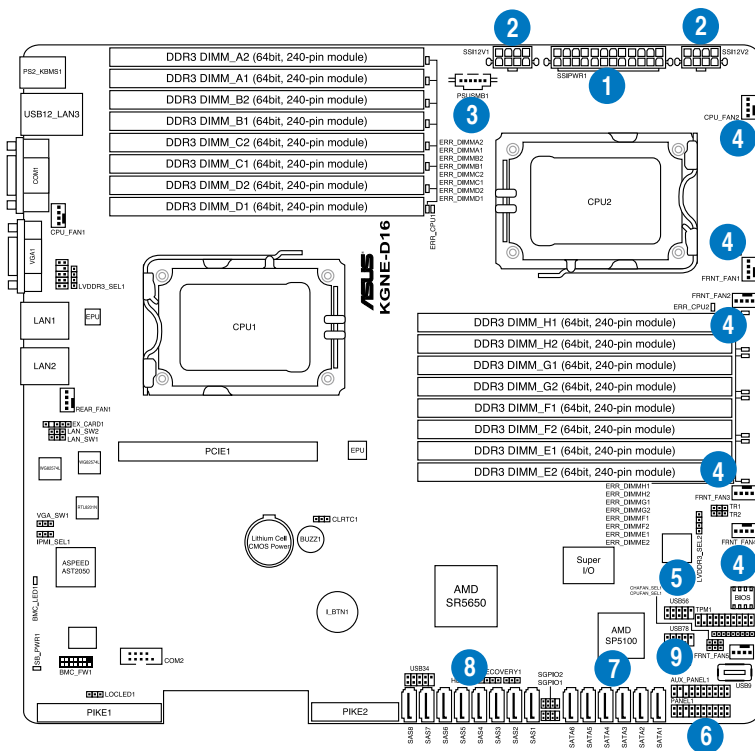 2
2
SSI12V1
SSI12V2
SSIPWR1
1
PS2_KBMS1
USB12_LAN3
COM1
CPU_FAN1
VGA1
LVDDR3_SEL1
DDR3 DIMM_A2 (64bit, 240-pin module)
DDR3 DIMM_A1 (64bit, 240-pin module)
DDR3 DIMM_B2 (64bit, 240-pin module)
DDR3 DIMM_B1 (64bit, 240-pin module)
DDR3 DIMM_C2 (64bit, 240-pin module)
DDR3 DIMM_C1 (64bit, 240-pin module)
DDR3 DIMM_D2 (64bit, 240-pin module)
DDR3 DIMM_D1 (64bit, 240-pin module)
PSUSMB1
3
ERR_DIMMA2
ERR_DIMMA1
ERR_DIMMB2
ERR_DIMMB1
ERR_DIMMC2
ERR_DIMMC1
ERR_DIMMD2
ERR_DIMMD1
ERR_CPU1
CPU2
CPU_FAN2
4
4
FRNT_FAN1
FRNT_FAN2
ERR_CPU2
4
ASUS
KGNE-D16
LAN1
EPU
CPU1
LAN2
REAR_FAN1
EX_CARD1
LAN_SW2
LAN_SW1
PCIE1
EPU
DDR3 DIMM_H1 (64bit, 240-pin module)
DDR3 DIMM_H2 (64bit, 240-pin module)
DDR3 DIMM_G1 (64bit, 240-pin module)
DDR3 DIMM_G2 (64bit, 240-pin module)
DDR3 DIMM_F1 (64bit, 240-pin module)
DDR3 DIMM_F2 (64bit, 240-pin module)
DDR3 DIMM_E1 (64bit, 240-pin module)
DDR3 DIMM_E2 (64bit, 240-pin module)
4
FRNT_FAN3
ERR_DIMMH1
ERR_DIMMH2
ERR_DIMMG1
ERR_DIMMG2
ERR_DIMMF1
ERR_DIMMF2
ERR_DIMME1
ERR_DIMME2
TR1
TR2
LVDDR3_SEL2
FRNT_FAN4
4
WG82574L
WG82574L
RTL8201N
VGA_SW1
IPMI_SEL1
ASPEED
AST2050
BMC_LED1
SB_PWR1
BMC_FW1
COM2
Lithium Cell
CMOS Power
CLRTC1
BUZZ1
I_BTN1
AMD
SR5650
Super
I/O
AMD
SP5100
5
CHAFAN_SEL1
CPUFAN_SEL1
USB56
TPM1
BIOS
USB78
9
FRNT_FAN5
USB9
AUX_PANEL1
PANEL1
6
LOCLED1
PIKE1
PIKE2
USB34
8
ECOVERY1
SGPIO2
SGPIO1
7
SAS8
SAS7
SAS6
SAS5
SAS4
SAS3
SAS2
SAS1
SATA6
SATA5
SATA4
SATA3
SATA2
SATA1